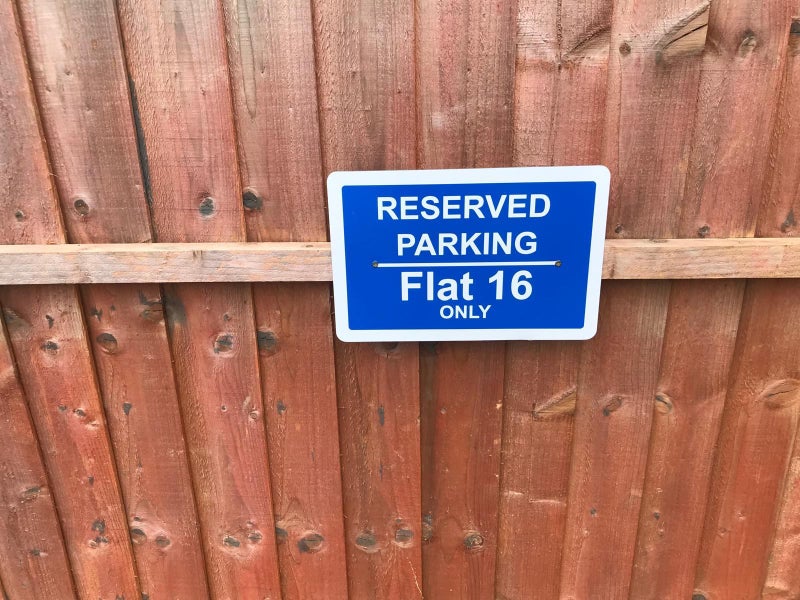 RESERVED
PARKING
Flat 16
ONLY